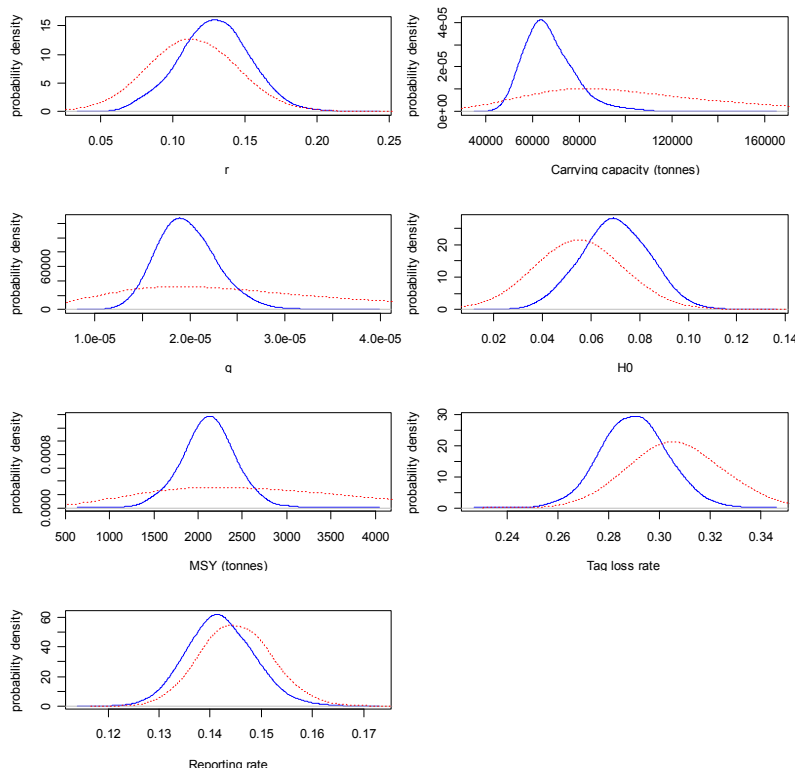 probability density
15
10
5
0
0.05 0.10 0.15 0.20 0.25
r
probability density
4e-05
2e-05
0e+00
40000 60000 80000 120000 160000
Carrying capacity (tonnes)
probability density
60000
0
1.0e-05 2.0e-05 3.0e-05 4.0e-05
q
probability density
20
10
0
0.02 0.04 0.06 0.08 0.10 0.12 0.14
H0
probability density
0.0008
0.0000
500 1000 1500 2000 2500 3000 3500 4000
MSY (tonnes)
probability density
30
20
10
0
0.24 0.26 0.28 0.30 0.32 0.34
Tag loss rate
probability density
60
40
20
0
0.12 0.13 0.14 0.15 0.16 0.17
Reporting rate